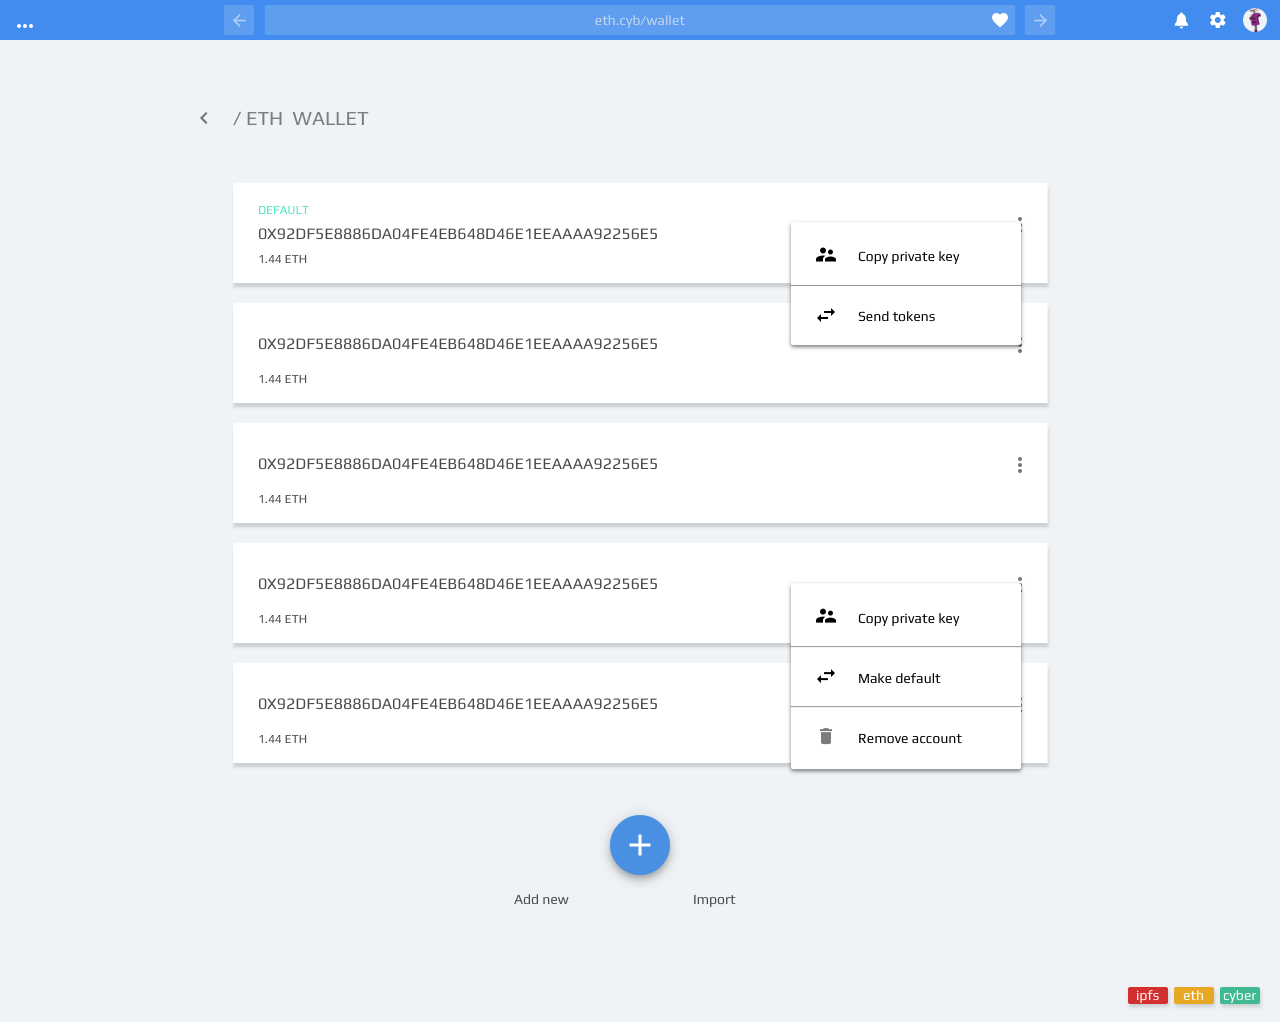 eth.cyb/wallet
/ ETH WALLET
DEFAULT
0X92DF5E8886DA04FE4EB648D46E1EEAAAA92256E5
1.44 ETH
Copy private key
Send tokens
0X92DF5E8886DA04FE4EB648D46E1EEAAAA92256E5
1.44 ETH
0X92DF5E8886DA04FE4EB648D46E1EEAAAA92256E5
1.44 ETH
0X92DF5E8886DA04FE4EB648D46E1EEAAAA92256E5
1.44 ETH
Copy private key
Make default
Remove account
0X92DF5E8886DA04FE4EB648D46E1EEAAAA92256E5
1.44 ETH
Add new
Import
ipfs
eth
cyber